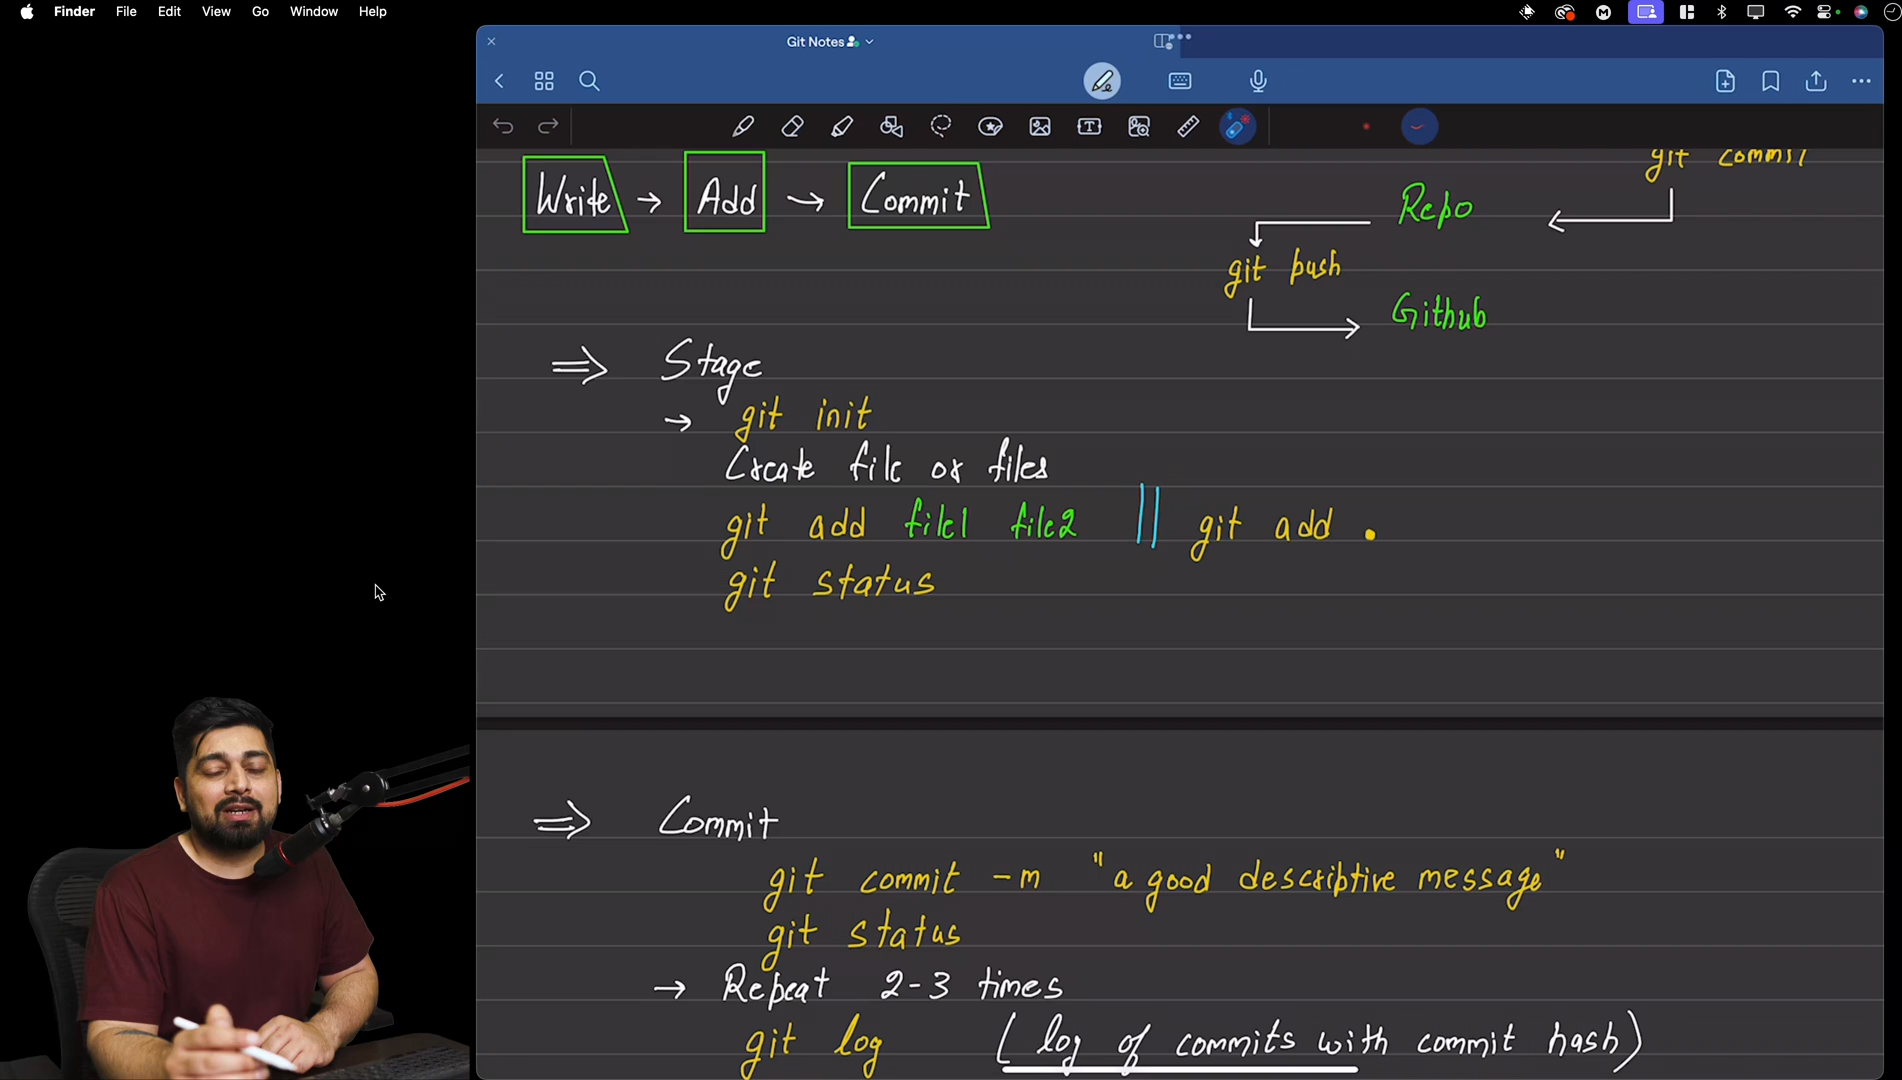 Finder File Edit View Go Window Help
Git Notes
git commit
Write → Add → Commit
Repo
git push
Github
⇒ Stage
→ git init
Create file or files
git add file1 file2 || git add .
git status
⇒ Commit
git commit -m "a good descriptive message"
git status
→ Repeat 2-3 times
git log (log of commits with commit hash)